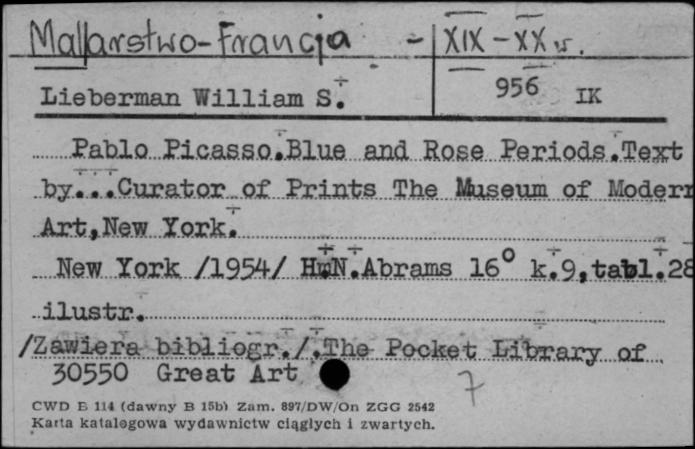 Malarstwo-Francja - XIX-XX w.
Lieberman William S. 956 IK
Pablo Picasso.Blue and Rose Periods.Text
by...Curator of Prints The Museum of Modern
Art,New York.
New York /1954/ H.N.Abrams 16° k.9,tabl.28
ilustr.
/Zawiera bibliogr./.The Pocket Library of
30550 Great Art 7
CWD B 114 (dawny B 15b) Zam. 897/DW/On ZGG 2542
Karta katalogowa wydawnictw ciągłych i zwartych.